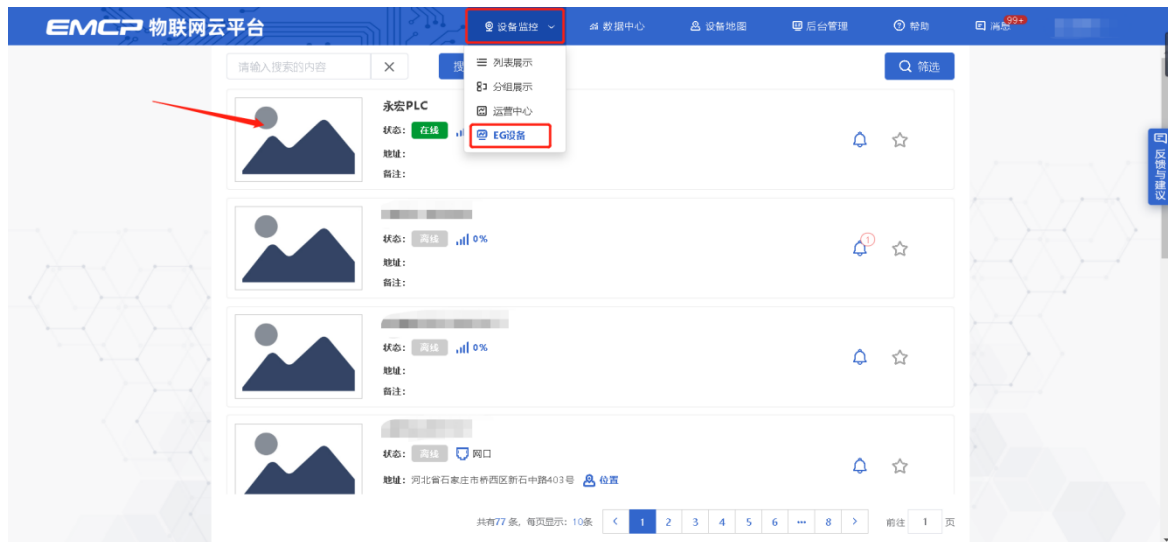 EMCP 物联网云平台
设备监控
数据中心
设备地图
后台管理
帮助
消息
99+
请输入搜索的内容
搜
筛选
列表展示
分组展示
运营中心
EG设备
永宏PLC
状态: 在线
地址:
备注:
状态: 离线 0%
地址:
备注:
1
状态: 离线 0%
地址:
备注:
状态: 离线 网口
地址: 河北省石家庄市桥西区新石中路403号 位置
反馈与建议
共有77 条, 每页显示: 10条 < 1 2 3 4 5 6 ••• 8 > 前往 1 页